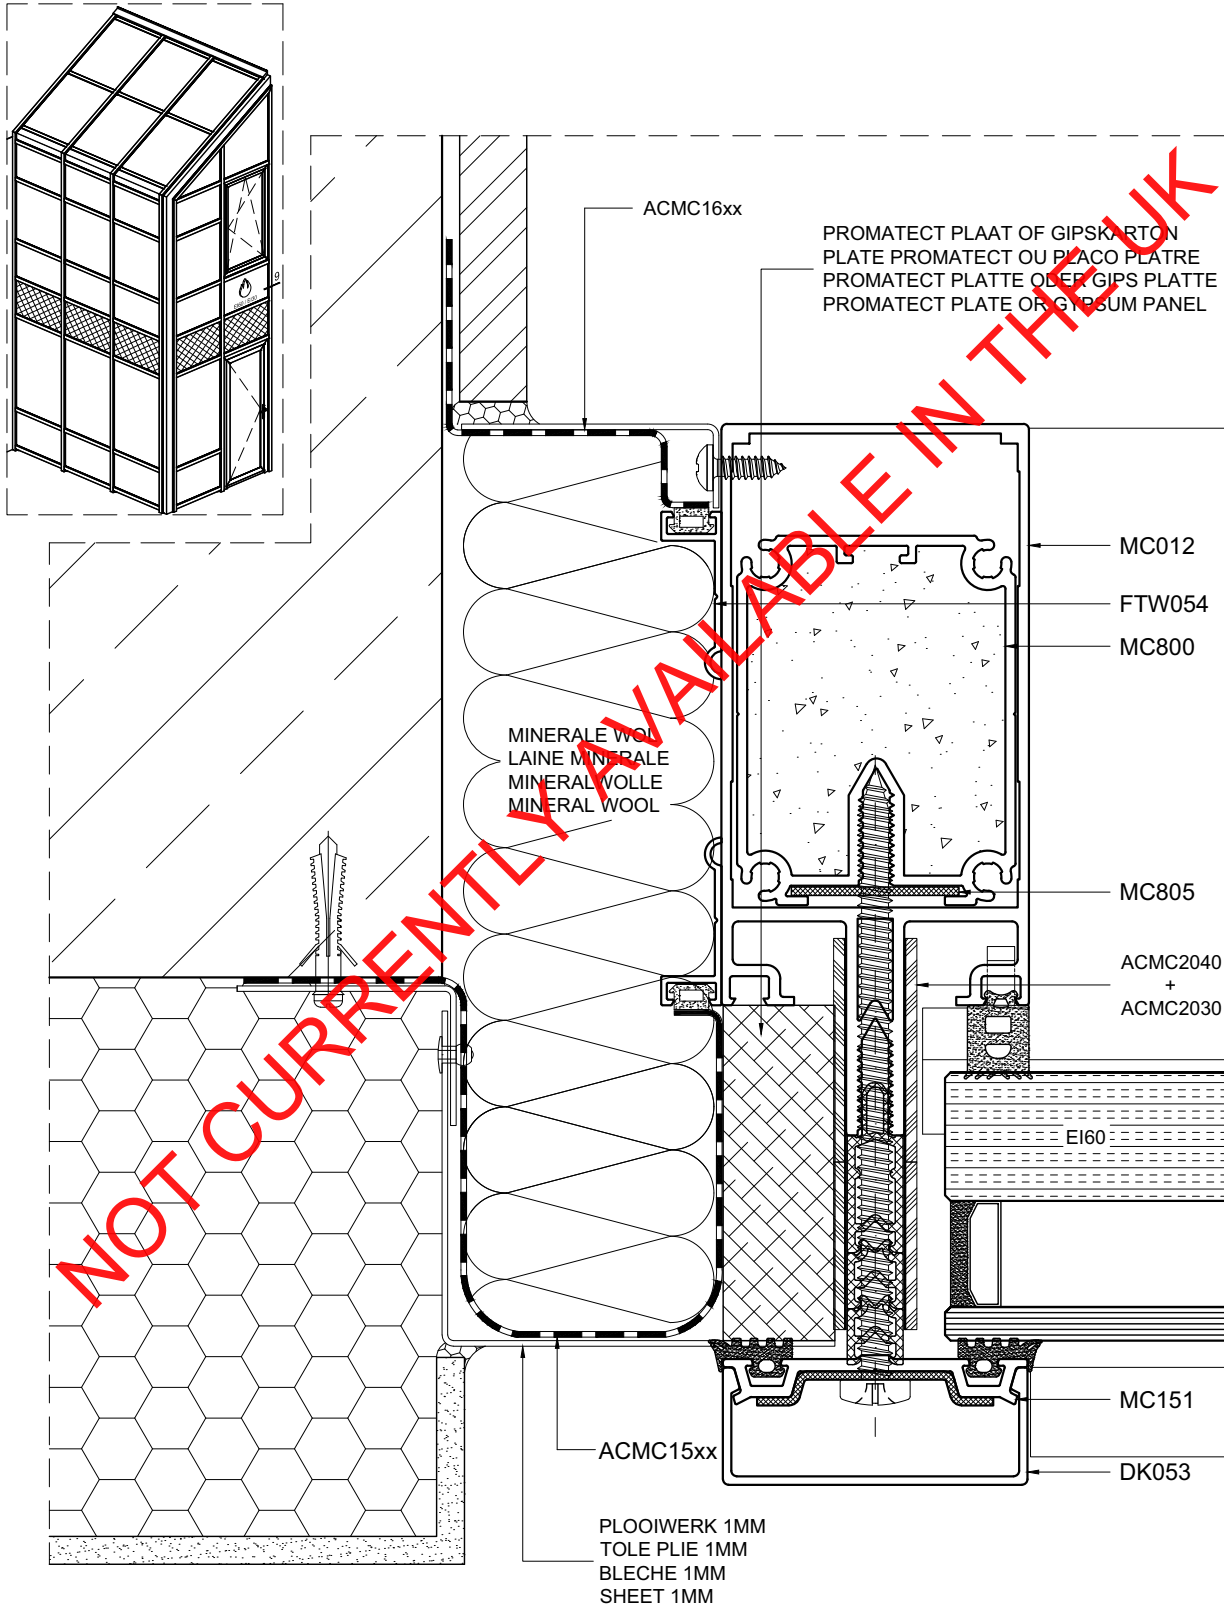 9
ACMC16xx
PROMATECT PLAAT OF GIPSKARTON
PLATE PROMATECT OU PLACO PLATRE
PROMATECT PLATTE ODER GIPS PLATTE
PROMATECT PLATE OR GYPSUM PANEL
NOT CURRENTLY AVAILABLE IN THE UK
MC012
FTW054
MC800
MINERALE WOL
LAINE MINERALE
MINERALWOLLE
MINERAL WOOL
MC805
ACMC2040
+
ACMC2030
EI60
MC151
ACMC15xx
DK053
PLOOIWERK 1MM
TOLE PLIE 1MM
BLECHE 1MM
SHEET 1MM